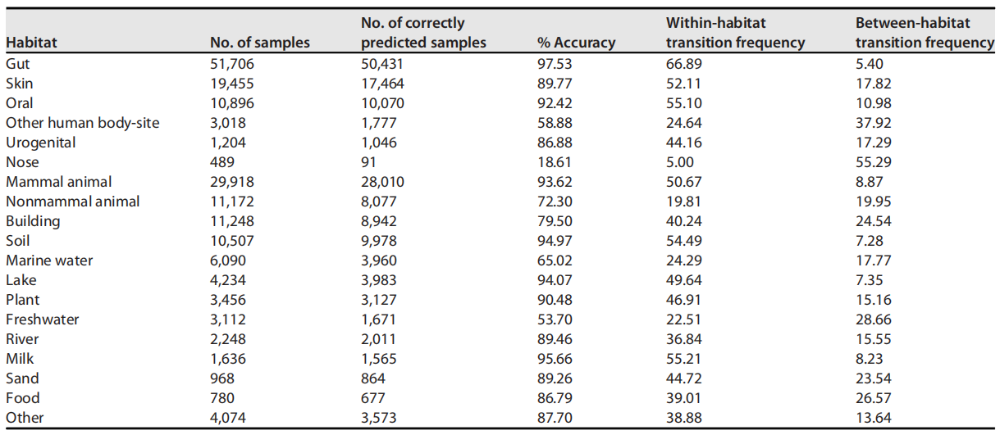 Habitat No. of samples No. of correctly predicted samples % Accuracy Within-habitat transition frequency Between-habitat transition frequency
Gut 51,706 50,431 97.53 66.89 5.40
Skin 19,455 17,464 89.77 52.11 17.82
Oral 10,896 10,070 92.42 55.10 10.98
Other human body-site 3,018 1,777 58.88 24.64 37.92
Urogenital 1,204 1,046 86.88 44.16 17.29
Nose 489 91 18.61 5.00 55.29
Mammal animal 29,918 28,010 93.62 50.67 8.87
Nonmammal animal 11,172 8,077 72.30 19.81 19.95
Building 11,248 8,942 79.50 40.24 24.54
Soil 10,507 9,978 94.97 54.49 7.28
Marine water 6,090 3,960 65.02 24.29 17.77
Lake 4,234 3,983 94.07 49.64 7.35
Plant 3,456 3,127 90.48 46.91 15.16
Freshwater 3,112 1,671 53.70 22.51 28.66
River 2,248 2,011 89.46 36.84 15.55
Milk 1,636 1,565 95.66 55.21 8.23
Sand 968 864 89.26 44.72 23.54
Food 780 677 86.79 39.01 26.57
Other 4,074 3,573 87.70 38.88 13.64